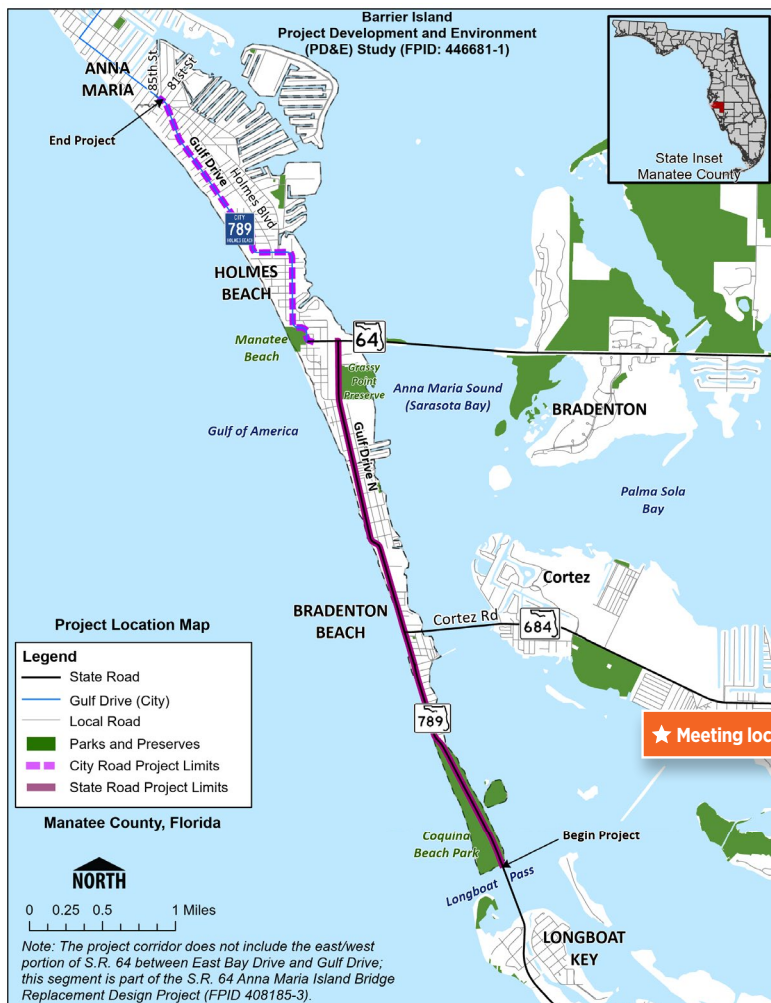 Barrier Island
Project Development and Environment
(PD&E) Study (FPID: 446681-1)
State Inset
Manatee County
ANNA
MARIA
85th St
81st St
End Project
Gulf Drive
Holmes Blvd
CITY
789
HOLMES BEACH
HOLMES
BEACH
Manatee
Beach
64
Grassy
Point
Preserve
Anna Maria Sound
(Sarasota Bay)
BRADENTON
Gulf of America
Gulf Drive N
Palma Sola
Bay
Cortez
BRADENTON
BEACH
Cortez Rd
684
789
★ Meeting loc
Coquina
Beach Park
Begin Project
Longboat Pass
LONGBOAT
KEY
Project Location Map
Legend
State Road
Gulf Drive (City)
Local Road
Parks and Preserves
City Road Project Limits
State Road Project Limits
Manatee County, Florida
NORTH
0 0.25 0.5 1 Miles
Note: The project corridor does not include the east/west
portion of S.R. 64 between East Bay Drive and Gulf Drive;
this segment is part of the S.R. 64 Anna Maria Island Bridge
Replacement Design Project (FPID 408185-3).